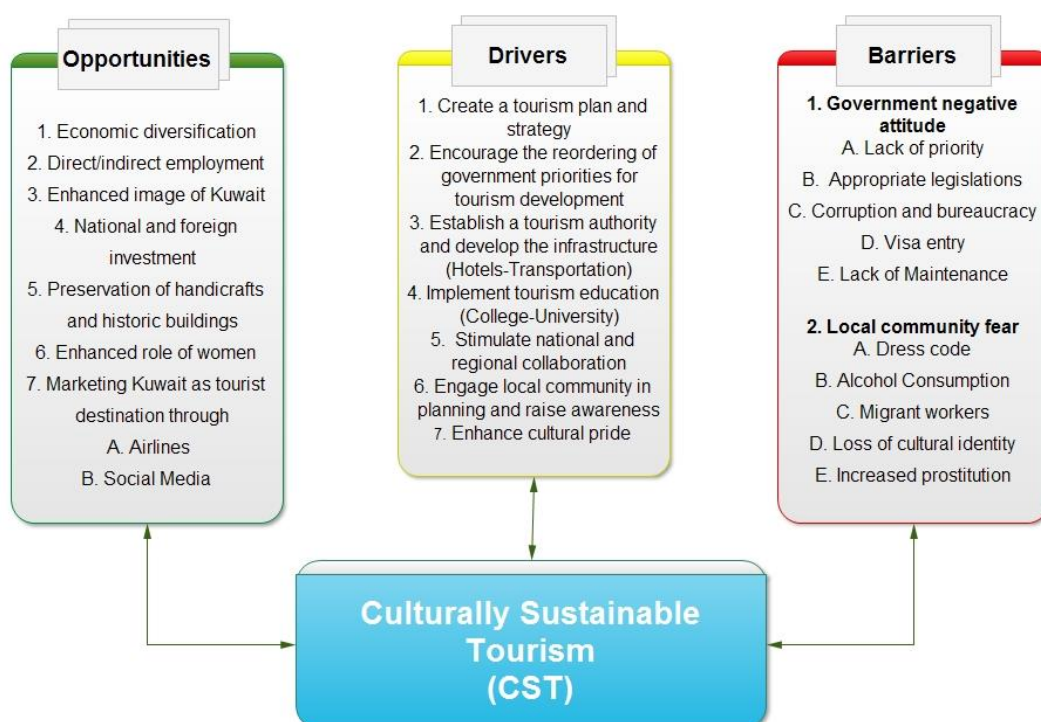 Opportunities
1. Economic diversification
2. Direct/indirect employment
3. Enhanced image of Kuwait
4. National and foreign
investment
5. Preservation of handicrafts
and historic buildings
6. Enhanced role of women
7. Marketing Kuwait as tourist
destination through
A. Airlines
B. Social Media
Drivers
1. Create a tourism plan and
strategy
2. Encourage the reordering of
government priorities for
tourism development
3. Establish a tourism authority
and develop the infrastructure
(Hotels-Transportation)
4. Implement tourism education
(College-University)
5. Stimulate national and
regional collaboration
6. Engage local community in
planning and raise awareness
7. Enhance cultural pride
Barriers
1. Government negative
attitude
A. Lack of priority
B. Appropriate legislations
C. Corruption and bureaucracy
D. Visa entry
E. Lack of Maintenance
2. Local community fear
A. Dress code
B. Alcohol Consumption
C. Migrant workers
D. Loss of cultural identity
E. Increased prostitution
Culturally Sustainable
Tourism
(CST)